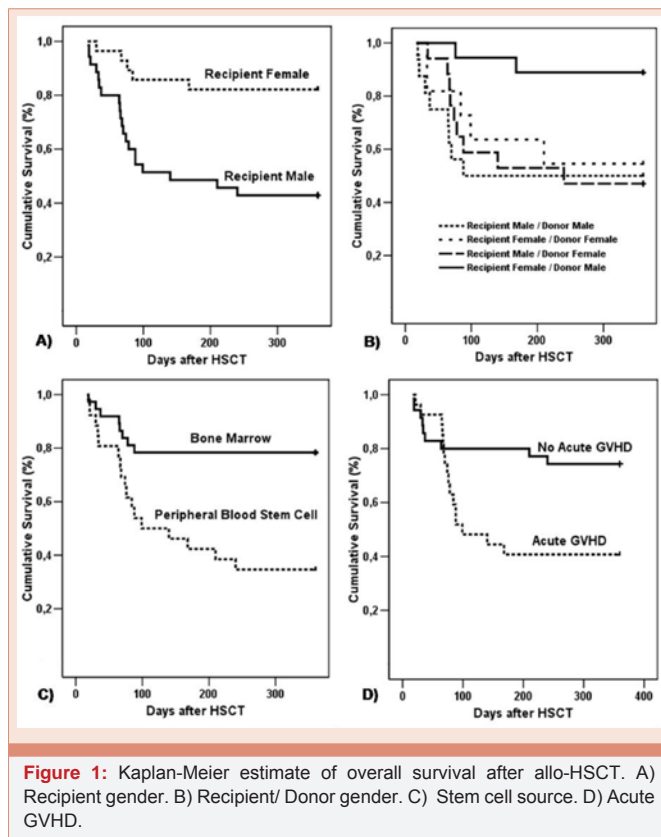 1,0
0,8
0,6
0,4
0,2
Cumulative Survival (%)
Recipient Female
Recipient Male
0 100 200 300
Days after HSCT
A)
1,0
0,8
0,6
0,4
0,2
Cumulative Survival (%)
Recipient Male / Donor Male
Recipient Female / Donor Female
Recipient Male / Donor Female
Recipient Female / Donor Male
0 100 200 300
Days after HSCT
B)
1,0
0,8
0,6
0,4
0,2
Cumulative Survival (%)
Bone Marrow
Peripheral Blood Stem Cell
0 100 200 300
Days after HSCT
C)
1,0
0,8
0,6
0,4
0,2
Cumulative Survival (%)
No Acute GVHD
Acute GVHD
0 100 200 300 400
Days after HSCT
D)
Figure 1: Kaplan-Meier estimate of overall survival after allo-HSCT. A)
Recipient gender. B) Recipient/ Donor gender. C) Stem cell source. D) Acute
GVHD.